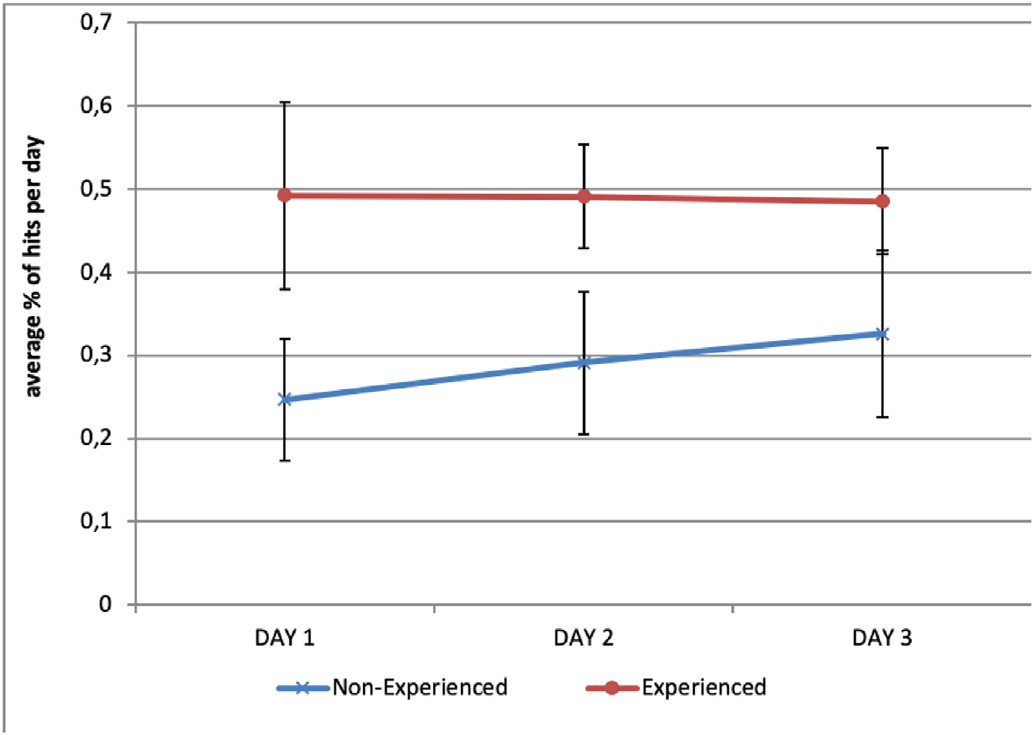 0,7
0,6
0,5
0,4
0,3
0,2
0,1
0
average % of hits per day
DAY 1 DAY 2 DAY 3
Non-Experienced Experienced